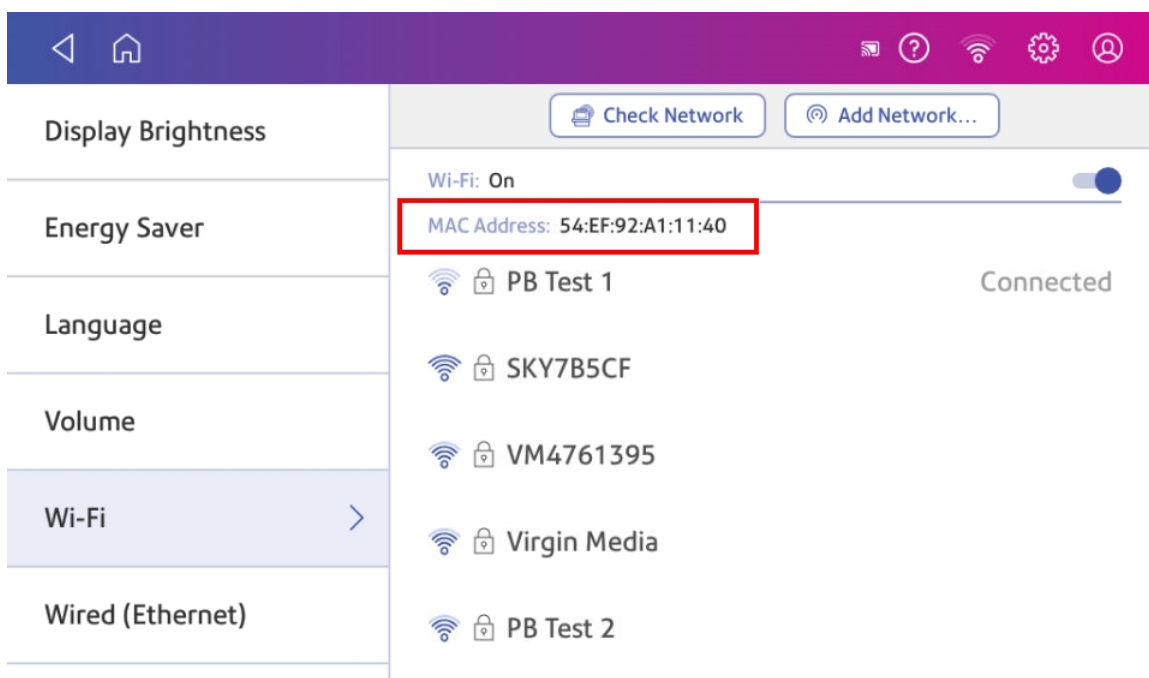 Check Network
Add Network...
Display Brightness
Energy Saver
Language
Volume
Wi-Fi
Wired (Ethernet)
Wi-Fi: On
MAC Address: 54:EF:92:A1:11:40
PB Test 1 Connected
SKY7B5CF
VM4761395
Virgin Media
PB Test 2